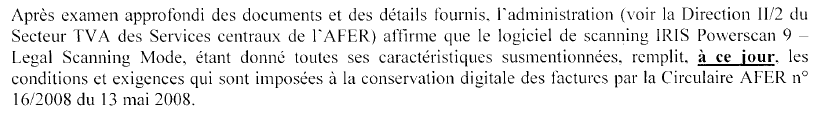 Après examen approfondi des documents et des détails fournis, l'administration (voir la Direction II/2 du
Secteur TVA des Services centraux de l'AFER) affirme que le logiciel de scanning IRIS Powerscan 9 –
Legal Scanning Mode, étant donné toutes ses caractéristiques susmentionnées, remplit, à ce jour, les
conditions et exigences qui sont imposées à la conservation digitale des factures par la Circulaire AFER n°
16/2008 du 13 mai 2008.